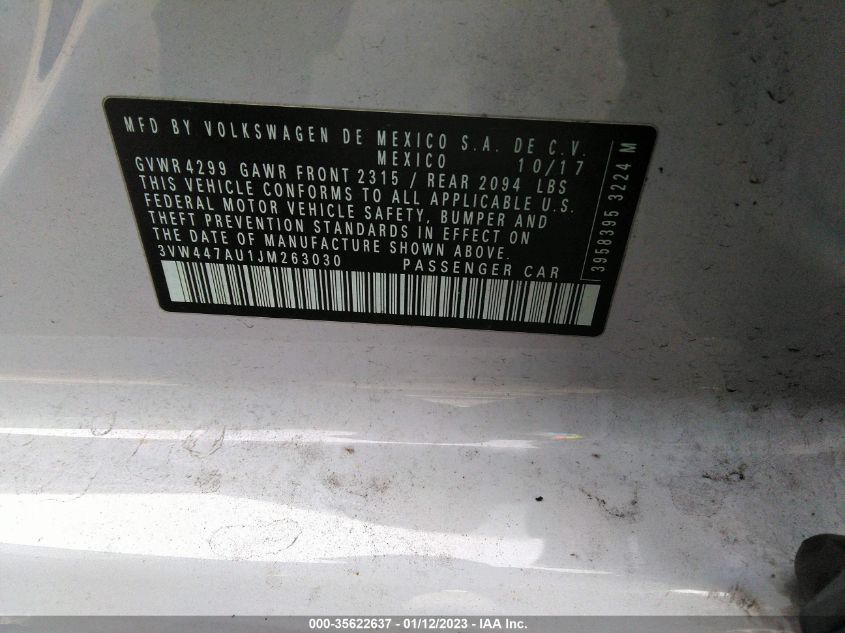 MFD BY VOLKSWAGEN DE MEXICO S.A. DE C.V.
MEXICO 10/17
GVWR 4299 GAWR FRONT 2315 / REAR 2094 LBS
THIS VEHICLE CONFORMS TO ALL APPLICABLE U.S.
FEDERAL MOTOR VEHICLE SAFETY, BUMPER AND
THEFT PREVENTION STANDARDS IN EFFECT ON
THE DATE OF MANUFACTURE SHOWN ABOVE.
3VW447AU1JM263030 PASSENGER CAR
3958395 3224 M
000-35622637 - 01/12/2023 - IAA Inc.